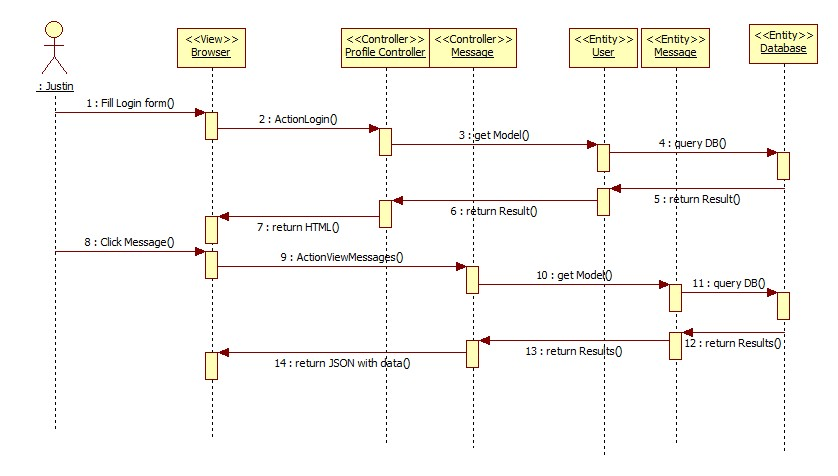 <<View>>
Browser
<<Controller>>
Profile Controller
<<Controller>>
Message
<<Entity>>
User
<<Entity>>
Message
<<Entity>>
Database
: Justin
1 : Fill Login form()
2 : ActionLogin()
3 : get Model()
4 : query DB()
5 : return Result()
6 : return Result()
7 : return HTML()
8 : Click Message()
9 : ActionViewMessages()
10 : get Model()
11 : query DB()
12 : return Results()
13 : return Results()
14 : return JSON with data()